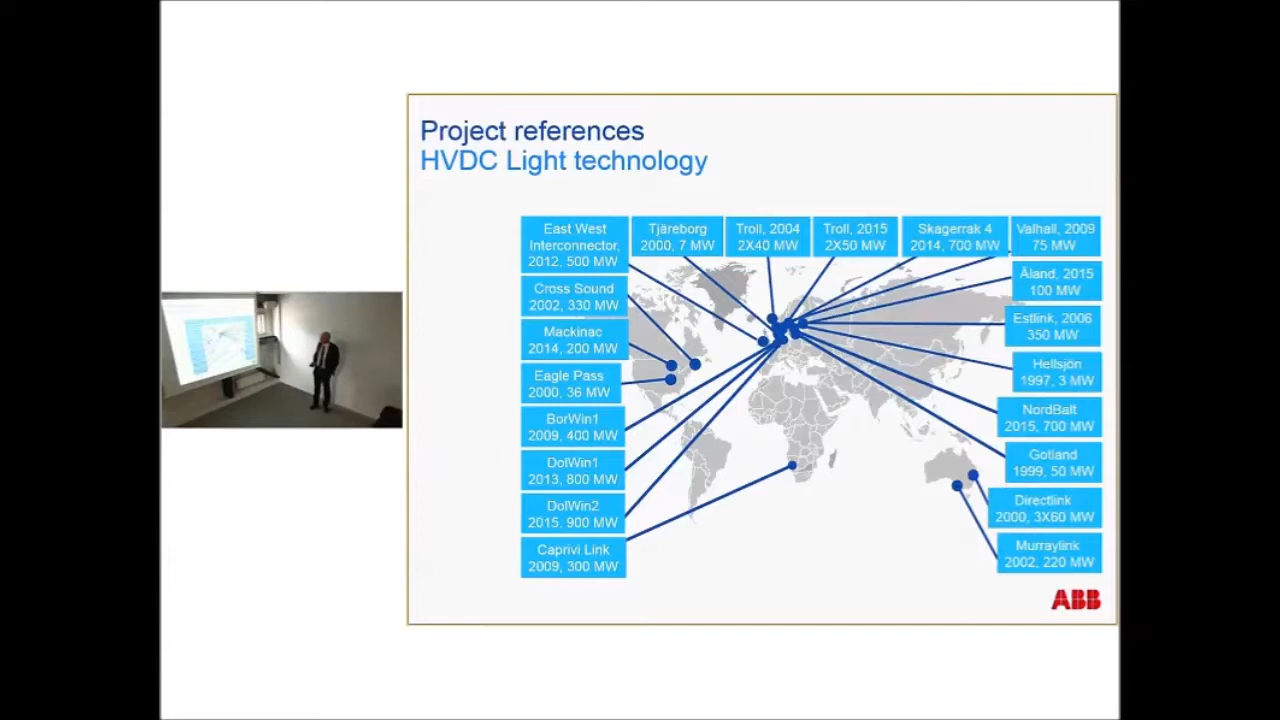 Project references
HVDC Light technology
East West
Interconnector,
2012, 500 MW
Tjäreborg
2000, 7 MW
Troll, 2004
2X40 MW
Troll, 2015
2X50 MW
Skagerrak 4
2014, 700 MW
Valhall, 2009
75 MW
Cross Sound
2002, 330 MW
Mackinac
2014, 200 MW
Eagle Pass
2000, 36 MW
BorWin1
2009, 400 MW
DolWin1
2013, 800 MW
DolWin2
2015, 900 MW
Caprivi Link
2009, 300 MW
Åland, 2015
100 MW
Estlink, 2006
350 MW
Hellsjön
1997, 3 MW
NordBalt
2015, 700 MW
Gotland
1999, 50 MW
Directlink
2000, 3X60 MW
Murraylink
2002, 220 MW
ABB